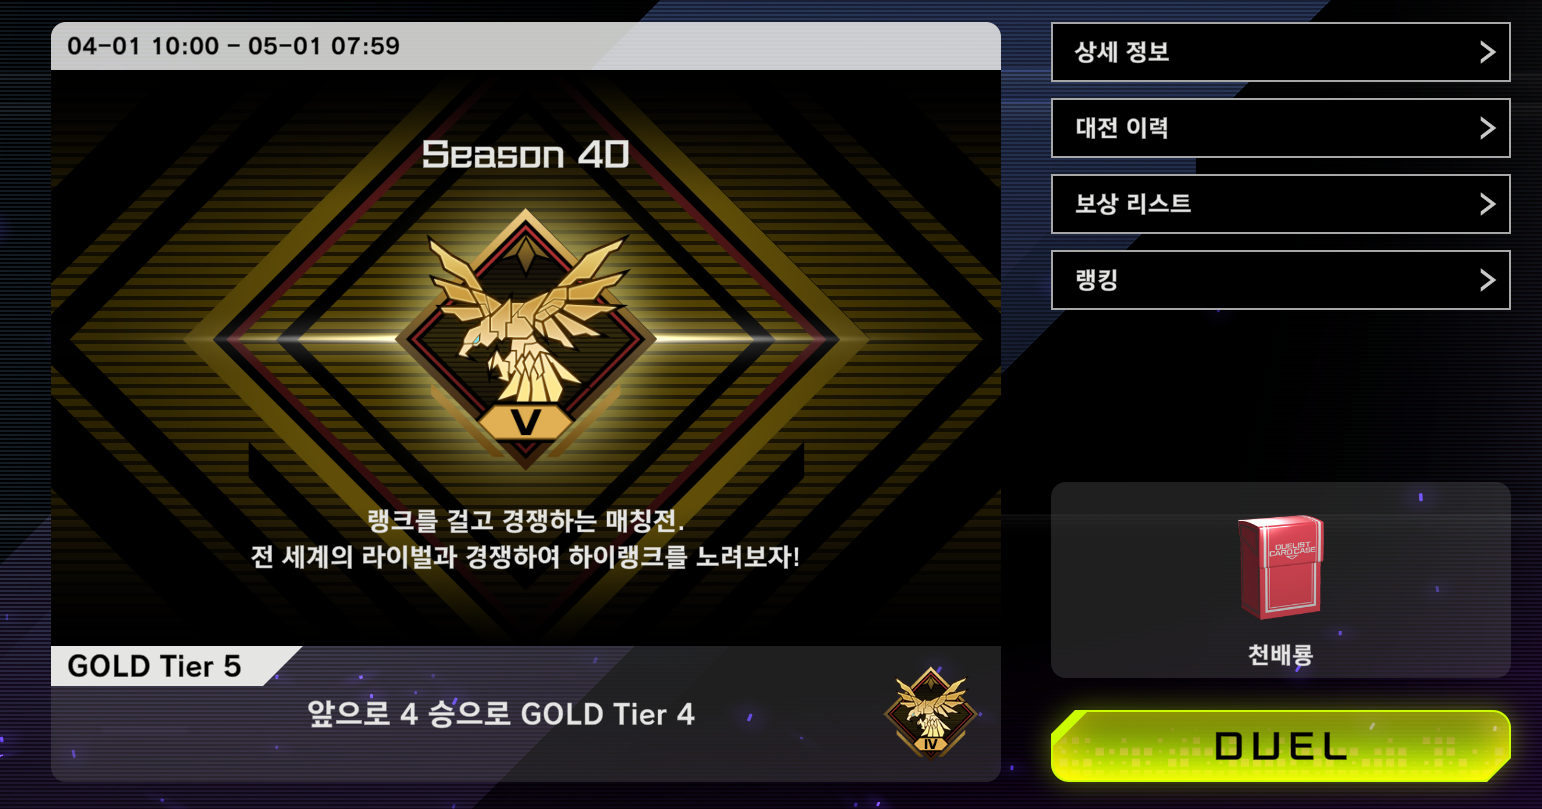 04-01 10:00 - 05-01 07:59
Season 40
V
랭크를 걸고 경쟁하는 매칭전.
전 세계의 라이벌과 경쟁하여 하이랭크를 노려보자!
GOLD Tier 5
앞으로 4 승으로 GOLD Tier 4
IV
상세 정보
대전 이력
보상 리스트
랭킹
DUELIST
CARD CASE
천배룡
DUEL